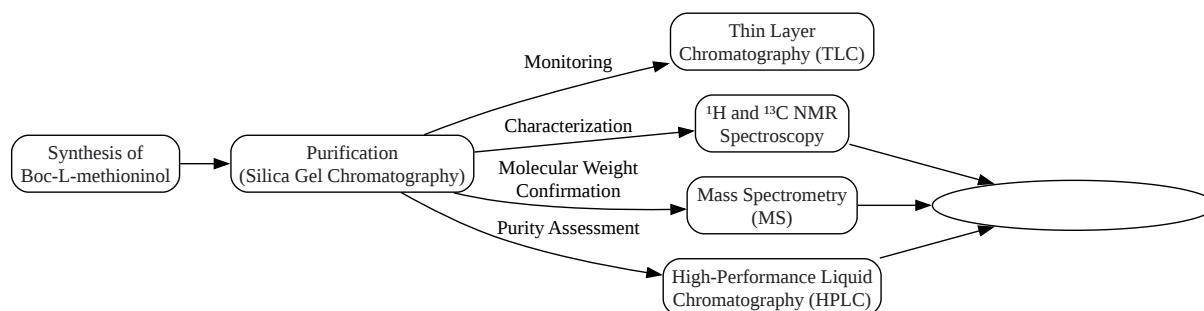 Synthesis of
Boc-L-methioninol
Purification
(Silica Gel Chromatography)
Monitoring
Characterization
Molecular Weight
Confirmation
Purity Assessment
Thin Layer
Chromatography (TLC)
¹H and ¹³C NMR
Spectroscopy
Mass Spectrometry
(MS)
High-Performance Liquid
Chromatography (HPLC)